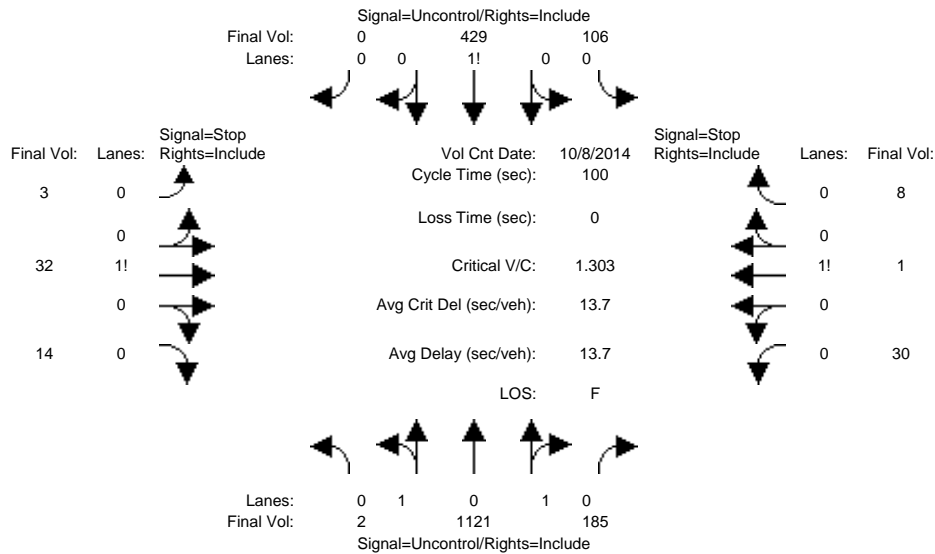 Signal=Uncontrol/Rights=Include
Final Vol: 0 429 106
Lanes: 0 0 1! 0 0
Signal=Stop Signal=Stop
Final Vol: Lanes: Rights=Include Vol Cnt Date: 10/8/2014 Rights=Include Lanes: Final Vol:
Cycle Time (sec): 100
3 0 0 8
Loss Time (sec): 0
0 0
32 1! Critical V/C: 1.303 1! 1
0 Avg Crit Del (sec/veh): 13.7 0
14 0 Avg Delay (sec/veh): 13.7 0 30
LOS: F
Lanes: 0 1 0 1 0
Final Vol: 2 1121 185
Signal=Uncontrol/Rights=Include